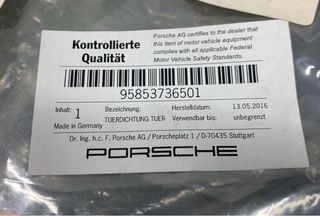 Kontrollierte
Qualität
Porsche AG certifies to the dealer that
this item of motor vehicle equipment
complies with all applicable Federal
Motor Vehicle Safety Standards.
95853736501
Inhalt: 1 Bezeichnung: Herstelldatum: 13.05.2016
TUERDICHTUNG TUER Verwendbar bis: unbegrenzt
Made in Germany
Dr. Ing. h.c. F. Porsche AG / Porscheplatz 1 / D-70435 Stuttgart
PORSCHE